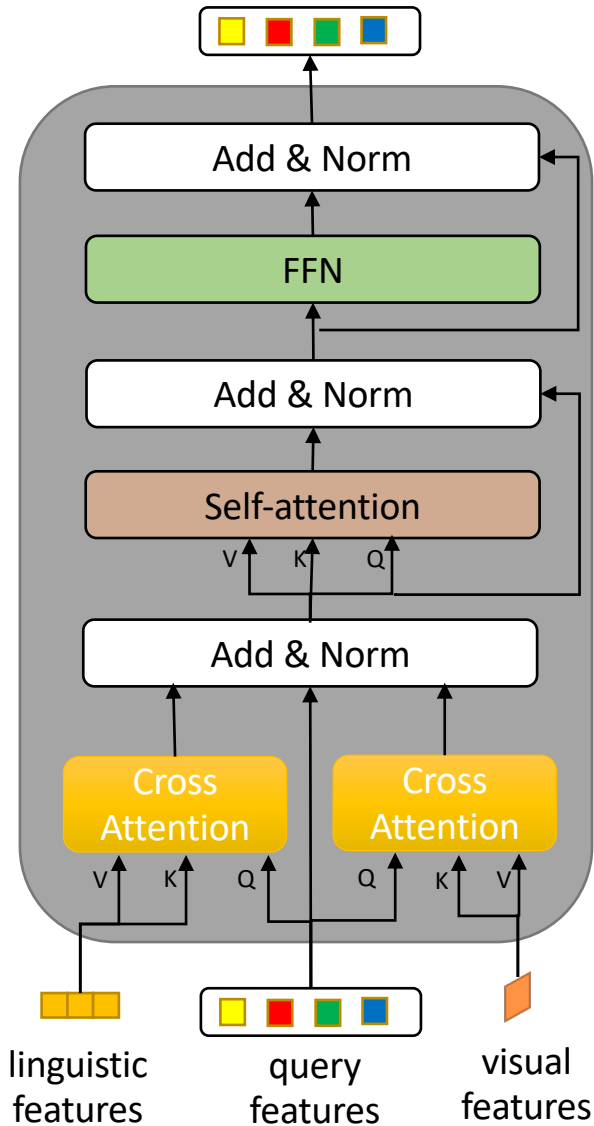 Add & Norm
FFN
Add & Norm
Self-attention
V K Q
Add & Norm
Cross
Attention
Cross
Attention
V K Q Q K V
linguistic
features
query
features
visual
features